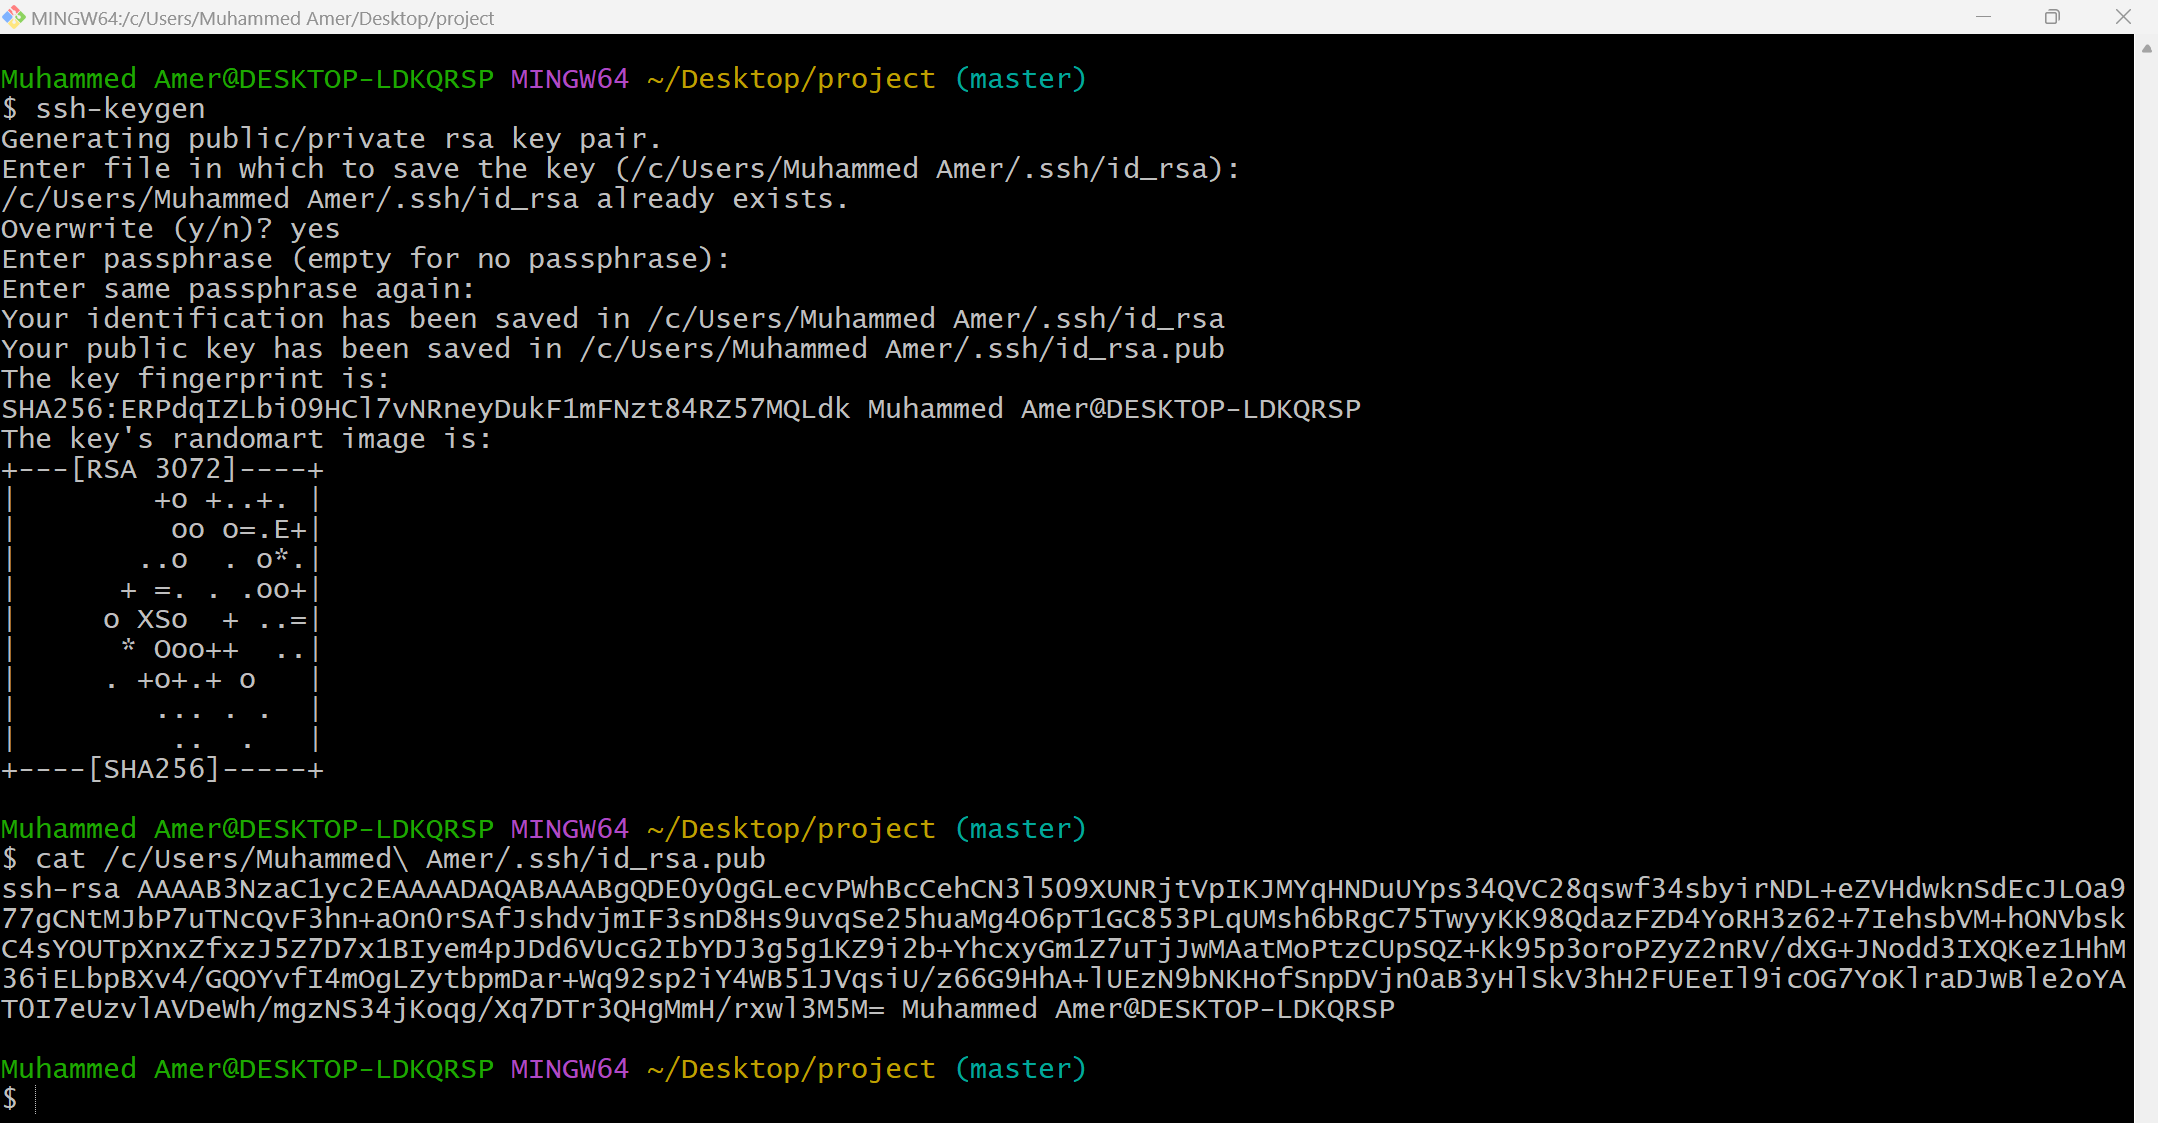 MINGW64:/c/Users/Muhammed Amer/Desktop/project
Muhammed Amer@DESKTOP-LDKQRSP MINGW64 ~/Desktop/project (master)
$ ssh-keygen
Generating public/private rsa key pair.
Enter file in which to save the key (/c/Users/Muhammed Amer/.ssh/id_rsa):
/c/Users/Muhammed Amer/.ssh/id_rsa already exists.
Overwrite (y/n)? yes
Enter passphrase (empty for no passphrase):
Enter same passphrase again:
Your identification has been saved in /c/Users/Muhammed Amer/.ssh/id_rsa
Your public key has been saved in /c/Users/Muhammed Amer/.ssh/id_rsa.pub
The key fingerprint is:
SHA256:ERPdqIZLbiO9HCl7vNRneyDukF1mFNzt84RZ57MQLdk Muhammed Amer@DESKTOP-LDKQRSP
The key's randomart image is:
+---[RSA 3072]----+
|        +o +..+. |
|         oo o=.E+|
|       ..o  . o*.|
|      + =. . .oo+|
|     o XSo  + ..=|
|      * Ooo++  ..|
|     . +o+.+ o   |
|        ... . .  |
|         ..  .   |
+----[SHA256]-----+
Muhammed Amer@DESKTOP-LDKQRSP MINGW64 ~/Desktop/project (master)
$ cat /c/Users/Muhammed\ Amer/.ssh/id_rsa.pub
ssh-rsa AAAAB3NzaC1yc2EAAAADAQABAAABgQDEOyOgGLecvPWhBcCehCN3l5O9XUNRjtVpIKJMYqHNDuUYps34QVC28qswf34sbyirNDL+eZVHdwknSdEcJLOa9
77gCNtMJbP7uTNcQvF3hn+aOnOrSAfJshdvjmIF3snD8Hs9uvqSe25huaMg4O6pT1GC853PLqUMsh6bRgC75TwyyKK98QdazFZD4YoRH3z62+7IehsbVM+hONVbsk
C4sYOUTpXnxZfxzJ5Z7D7x1BIyem4pJDd6VUcG2IbYDJ3g5g1KZ9i2b+YhcxyGm1Z7uTjJwMAatMoPtzCUpSQZ+Kk95p3oroPZyZ2nRV/dXG+JNodd3IXQKez1HhM
36iELbpBXv4/GQOYvfI4mOgLZytbpmDar+Wq92sp2iY4WB51JVqsiU/z66G9HhA+lUEzN9bNKHofSnpDVjnOaB3yHlSkV3hH2FUEeIl9icOG7YoKlraDJwBle2oYA
TOI7eUzvlAVDeWh/mgzNS34jKoqg/Xq7DTr3QHgMmH/rxwl3M5M= Muhammed Amer@DESKTOP-LDKQRSP
Muhammed Amer@DESKTOP-LDKQRSP MINGW64 ~/Desktop/project (master)
$